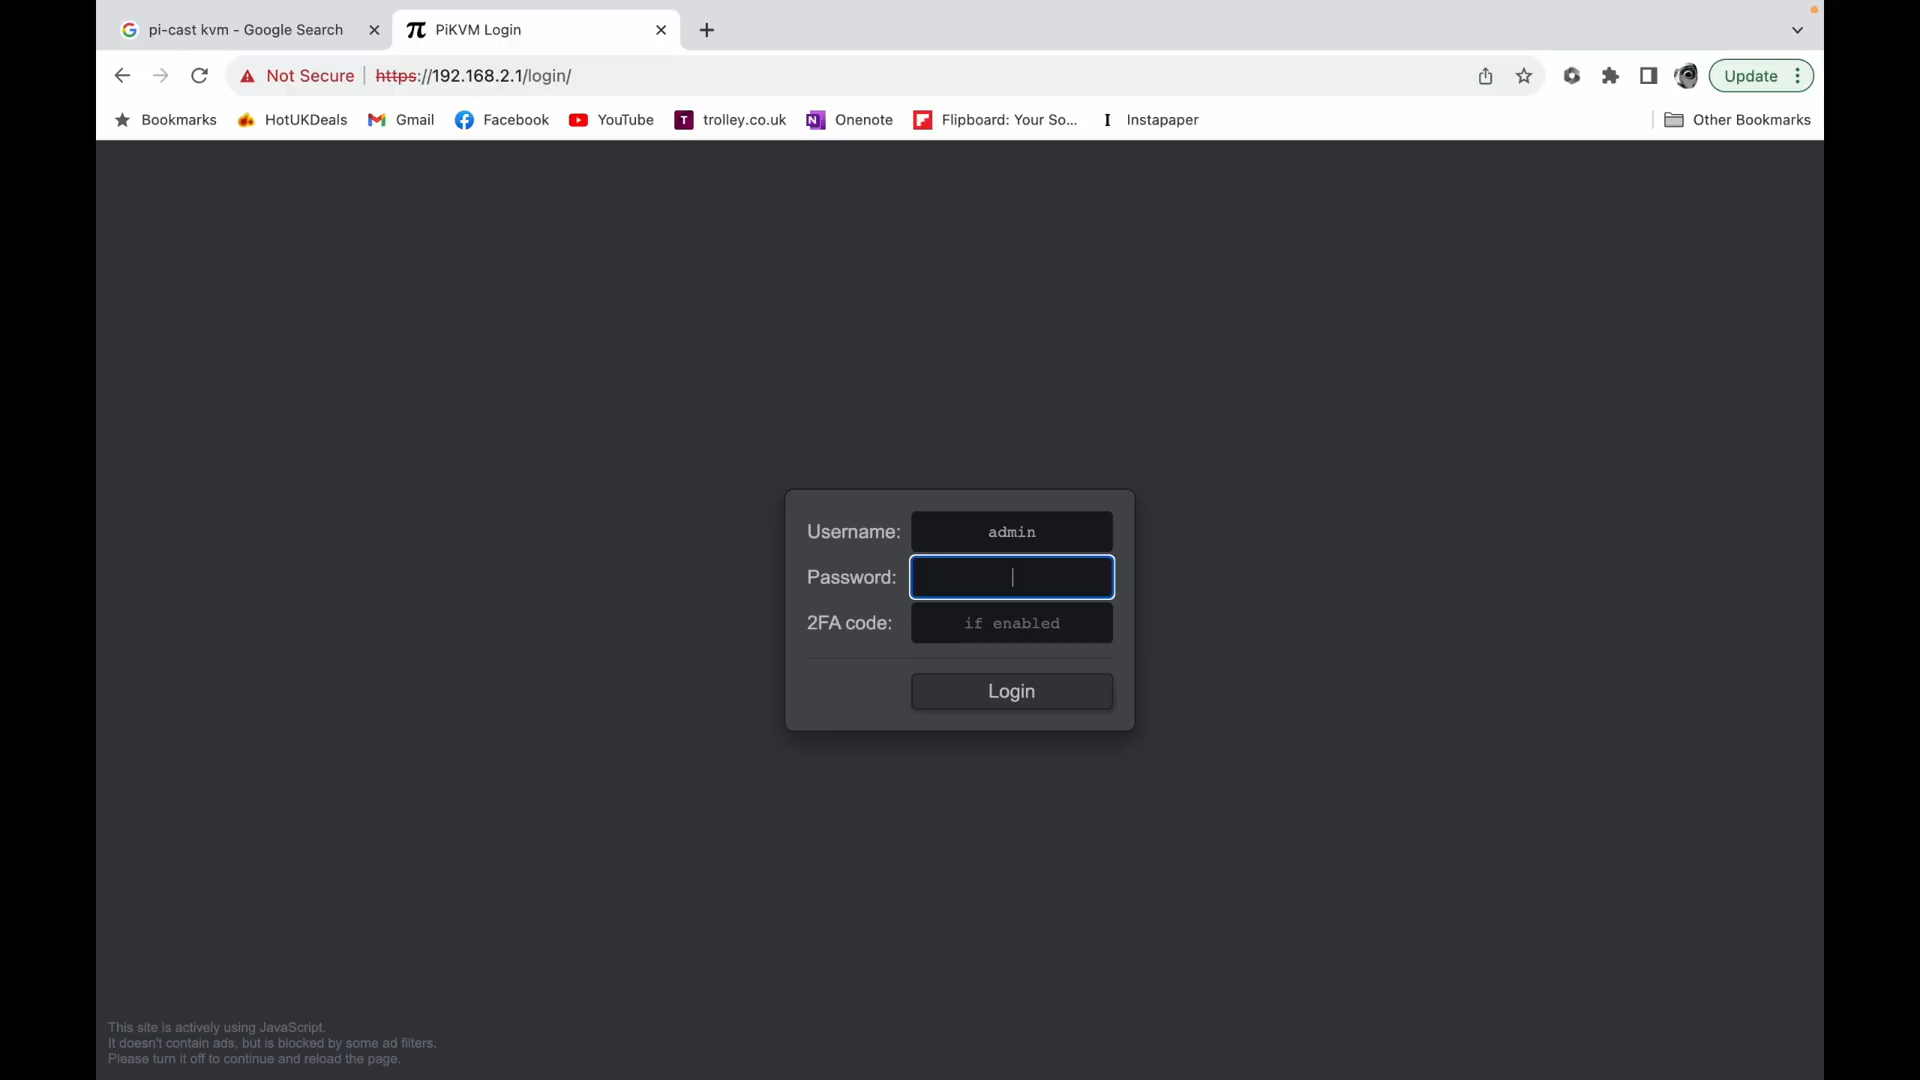 pi-cast kvm - Google Search
PiKVM Login
Not Secure
https://192.168.2.1/login/
Update
Bookmarks
HotUKDeals
Gmail
Facebook
YouTube
T
trolley.co.uk
N
Onenote
Flipboard: Your So...
I
Instapaper
Other Bookmarks
Username:
admin
Password:
2FA code:
if enabled
Login
This site is actively using JavaScript.
It doesn't contain ads, but is blocked by some ad filters.
Please turn it off to continue and reload the page.